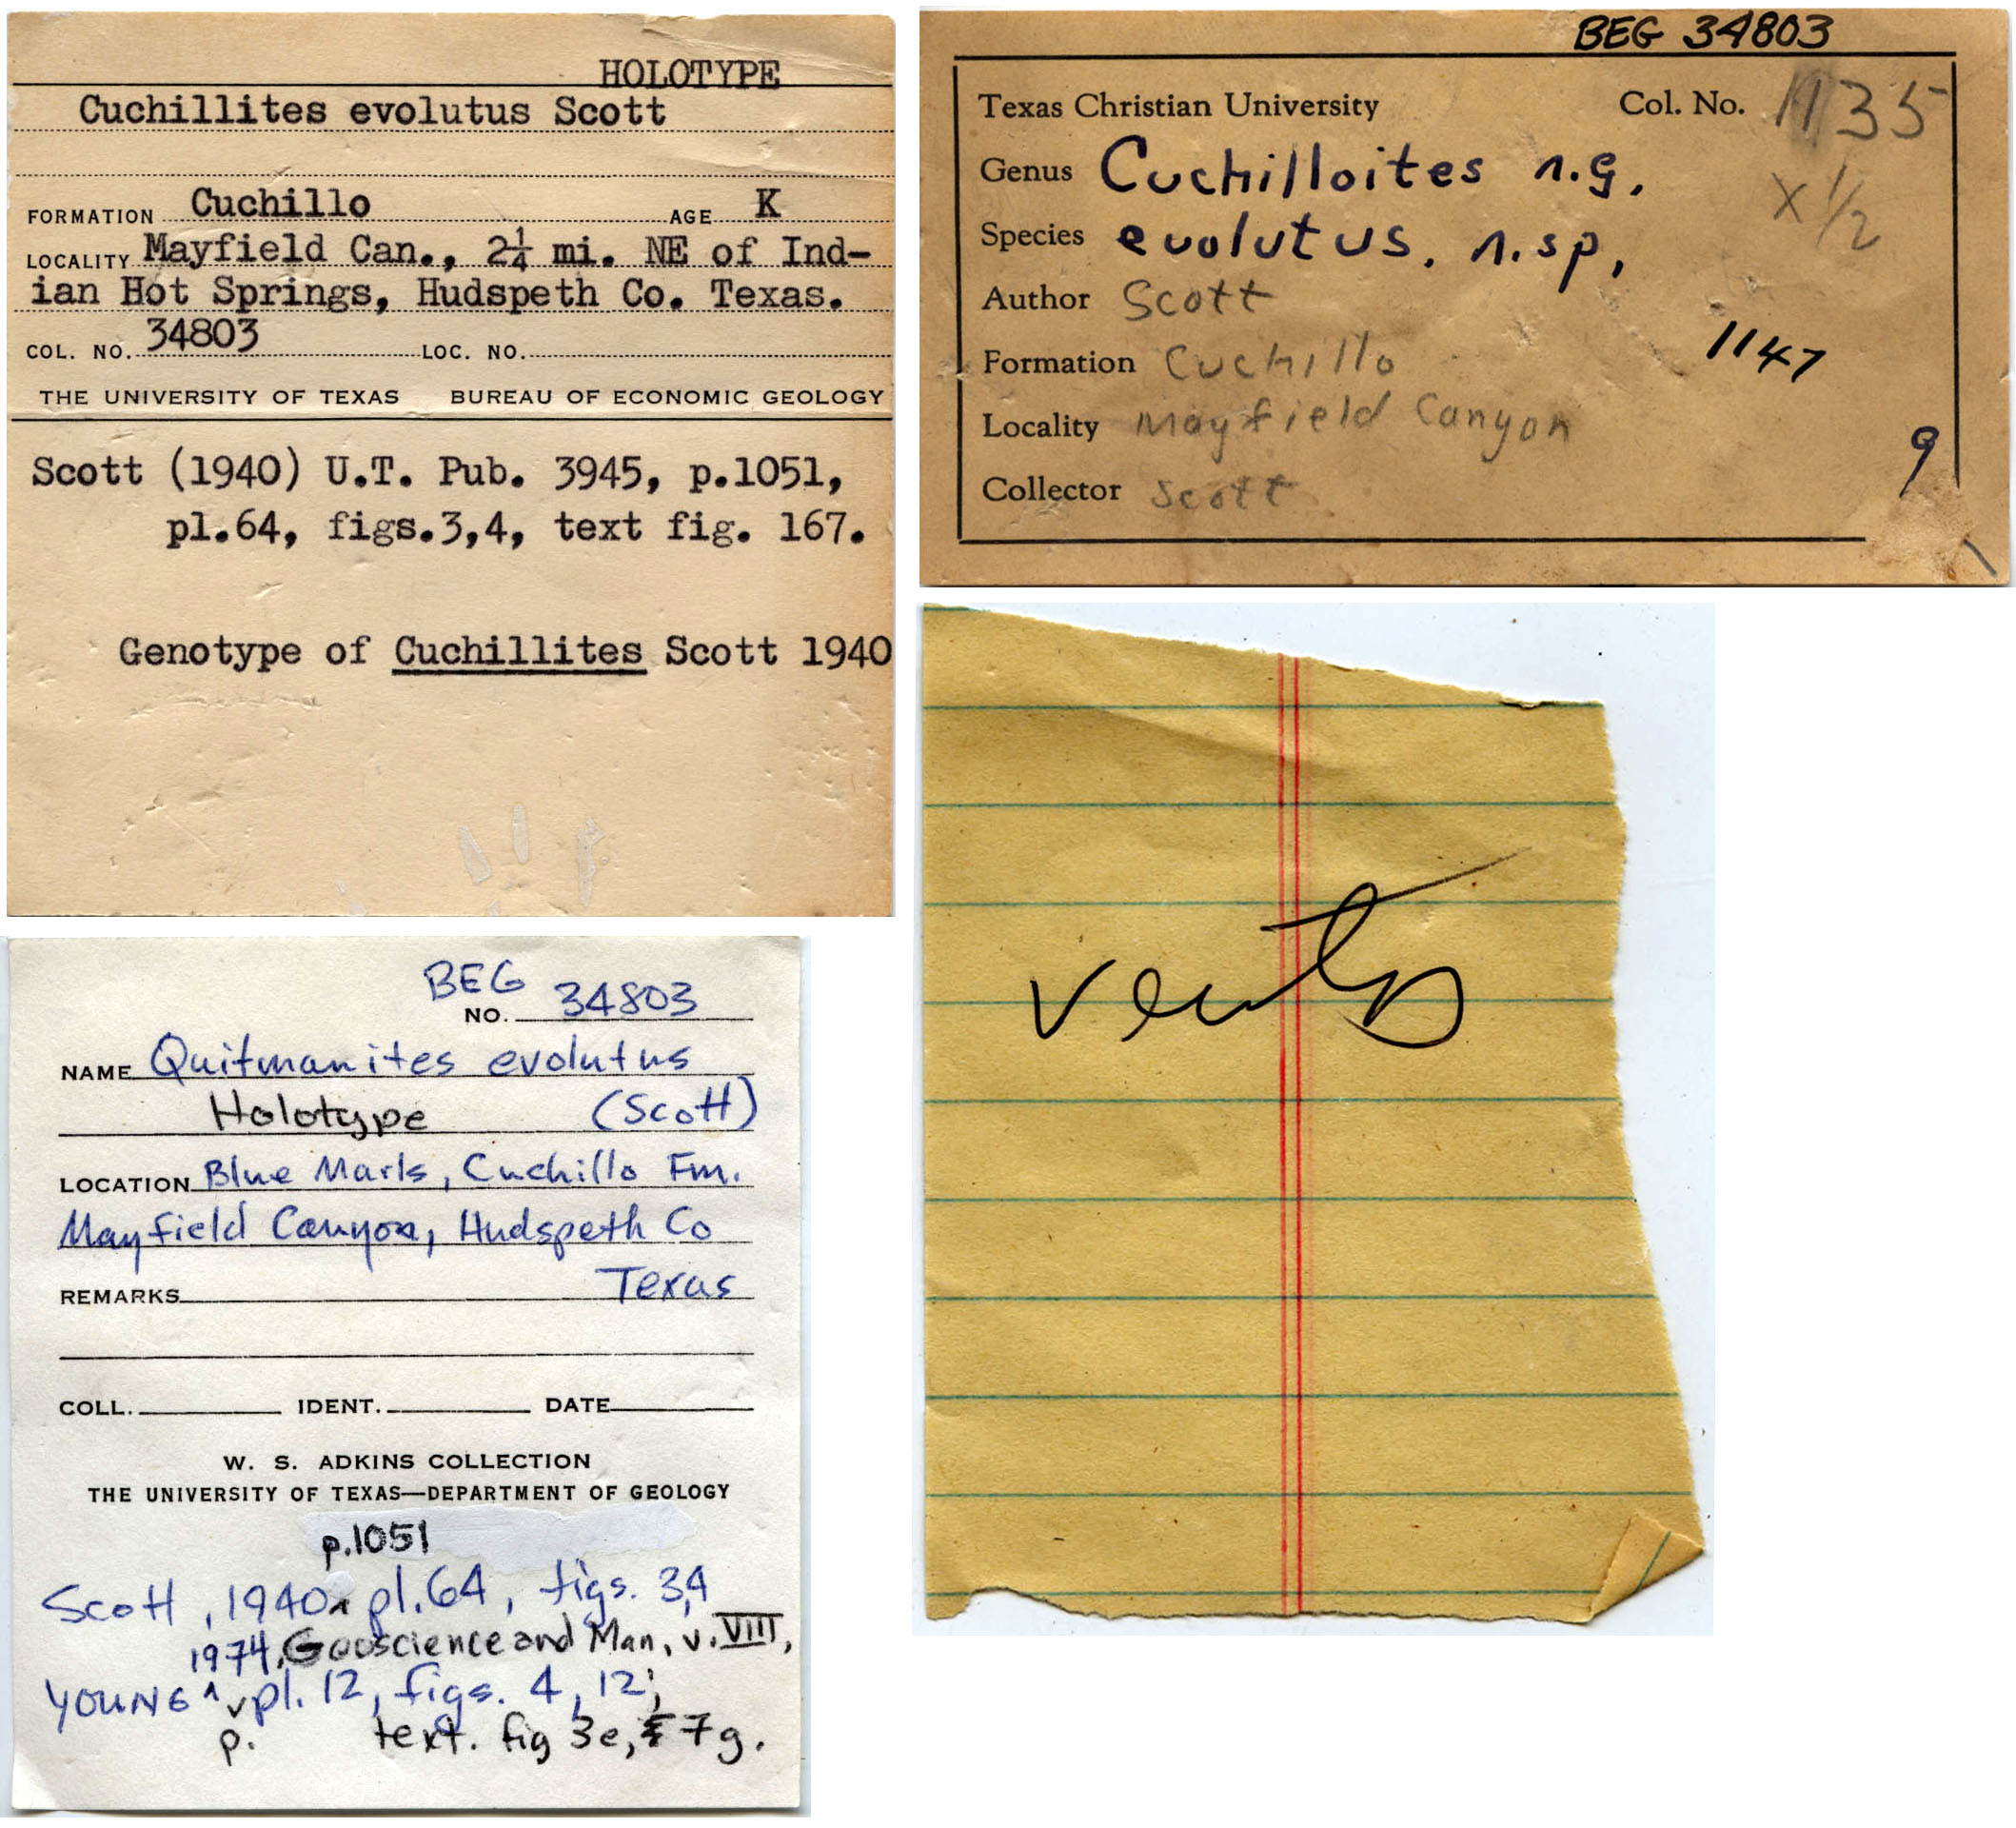 HOLOTYPE
Cuchillites evolutus Scott
FORMATION Cuchillo AGE K
LOCALITY Mayfield Can., 2¼ mi. NE of Ind-
ian Hot Springs, Hudspeth Co. Texas.
COL. NO. 34803 LOC. NO.
THE UNIVERSITY OF TEXAS BUREAU OF ECONOMIC GEOLOGY
Scott (1940) U.T. Pub. 3945, p.1051,
pl.64, figs.3,4, text fig. 167.
Genotype of Cuchillites Scott 1940
BEG 34803
Texas Christian University Col. No. 1135
Genus Cuchilloites n.g.
x 1/2
Species evolutus. n.sp.
Author Scott
Formation Cuchillo
1147
Locality Mayfield Canyon
9
Collector Scott
BEG
NO. 34803
NAME Quitmanites evolutus
Holotype (Scott)
LOCATION Blue Marls, Cuchillo Fm.
Mayfield Canyon, Hudspeth Co
REMARKS Texas
COLL. IDENT. DATE
W. S. ADKINS COLLECTION
THE UNIVERSITY OF TEXAS—DEPARTMENT OF GEOLOGY
p.1051
Scott, 1940 pl.64, figs. 3,4
1974, Geoscience and Man, v. VIII,
YOUNG pl. 12, figs. 4, 12;
p. text. fig 3e, 7g.